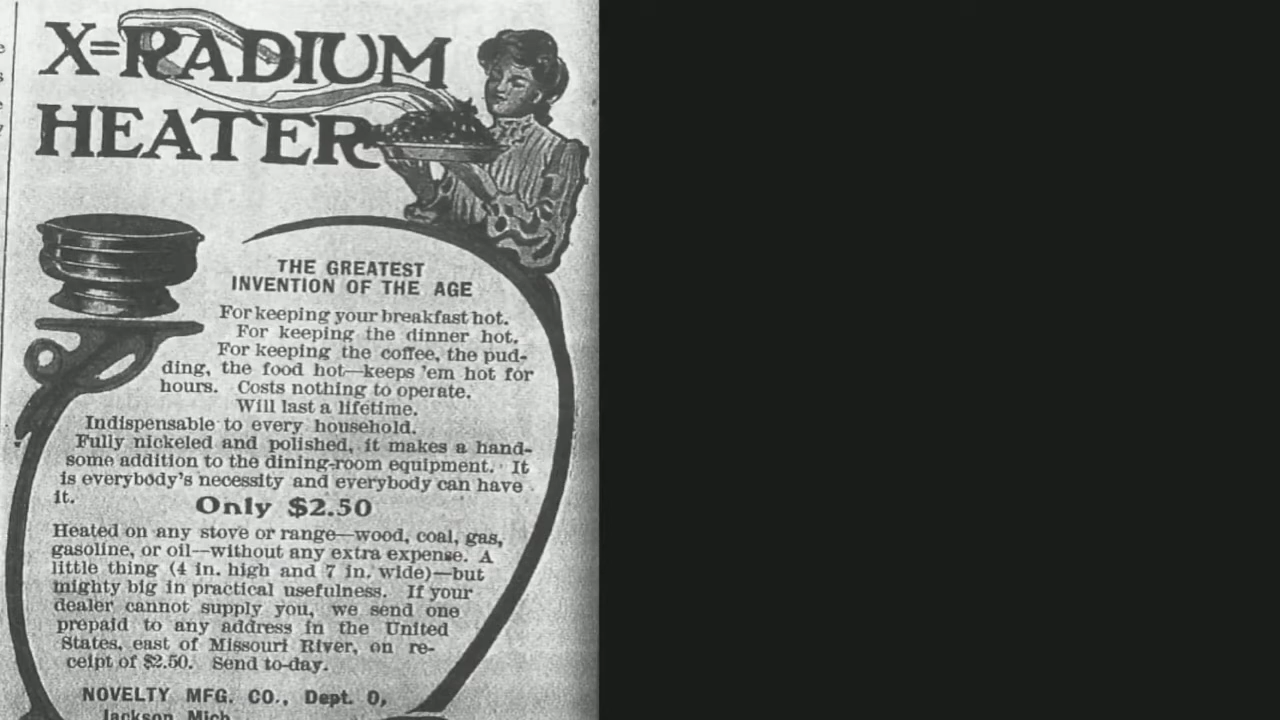 X=RADIUM
HEATER
THE GREATEST
INVENTION OF THE AGE
For keeping your breakfast hot.
For keeping the dinner hot.
For keeping the coffee, the pud-
ding, the food hot—keeps 'em hot for
hours. Costs nothing to operate.
Will last a lifetime.
Indispensable to every household.
Fully nickeled and polished, it makes a hand-
some addition to the dining-room equipment. It
is everybody's necessity and everybody can have
it.
Only $2.50
Heated on any stove or range—wood, coal, gas,
gasoline, or oil—without any extra expense. A
little thing (4 in. high and 7 in. wide)—but
mighty big in practical usefulness. If your
dealer cannot supply you, we send one
prepaid to any address in the United
States, east of Missouri River, on re-
ceipt of $2.50. Send to-day.
NOVELTY MFG. CO., Dept. O,
Jackson, Mich.